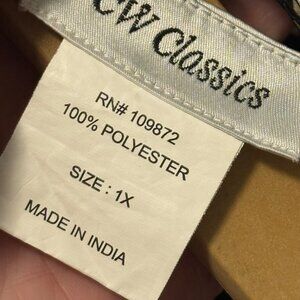 CW Classics
RN# 109872
100% POLYESTER
SIZE : 1X
MADE IN INDIA